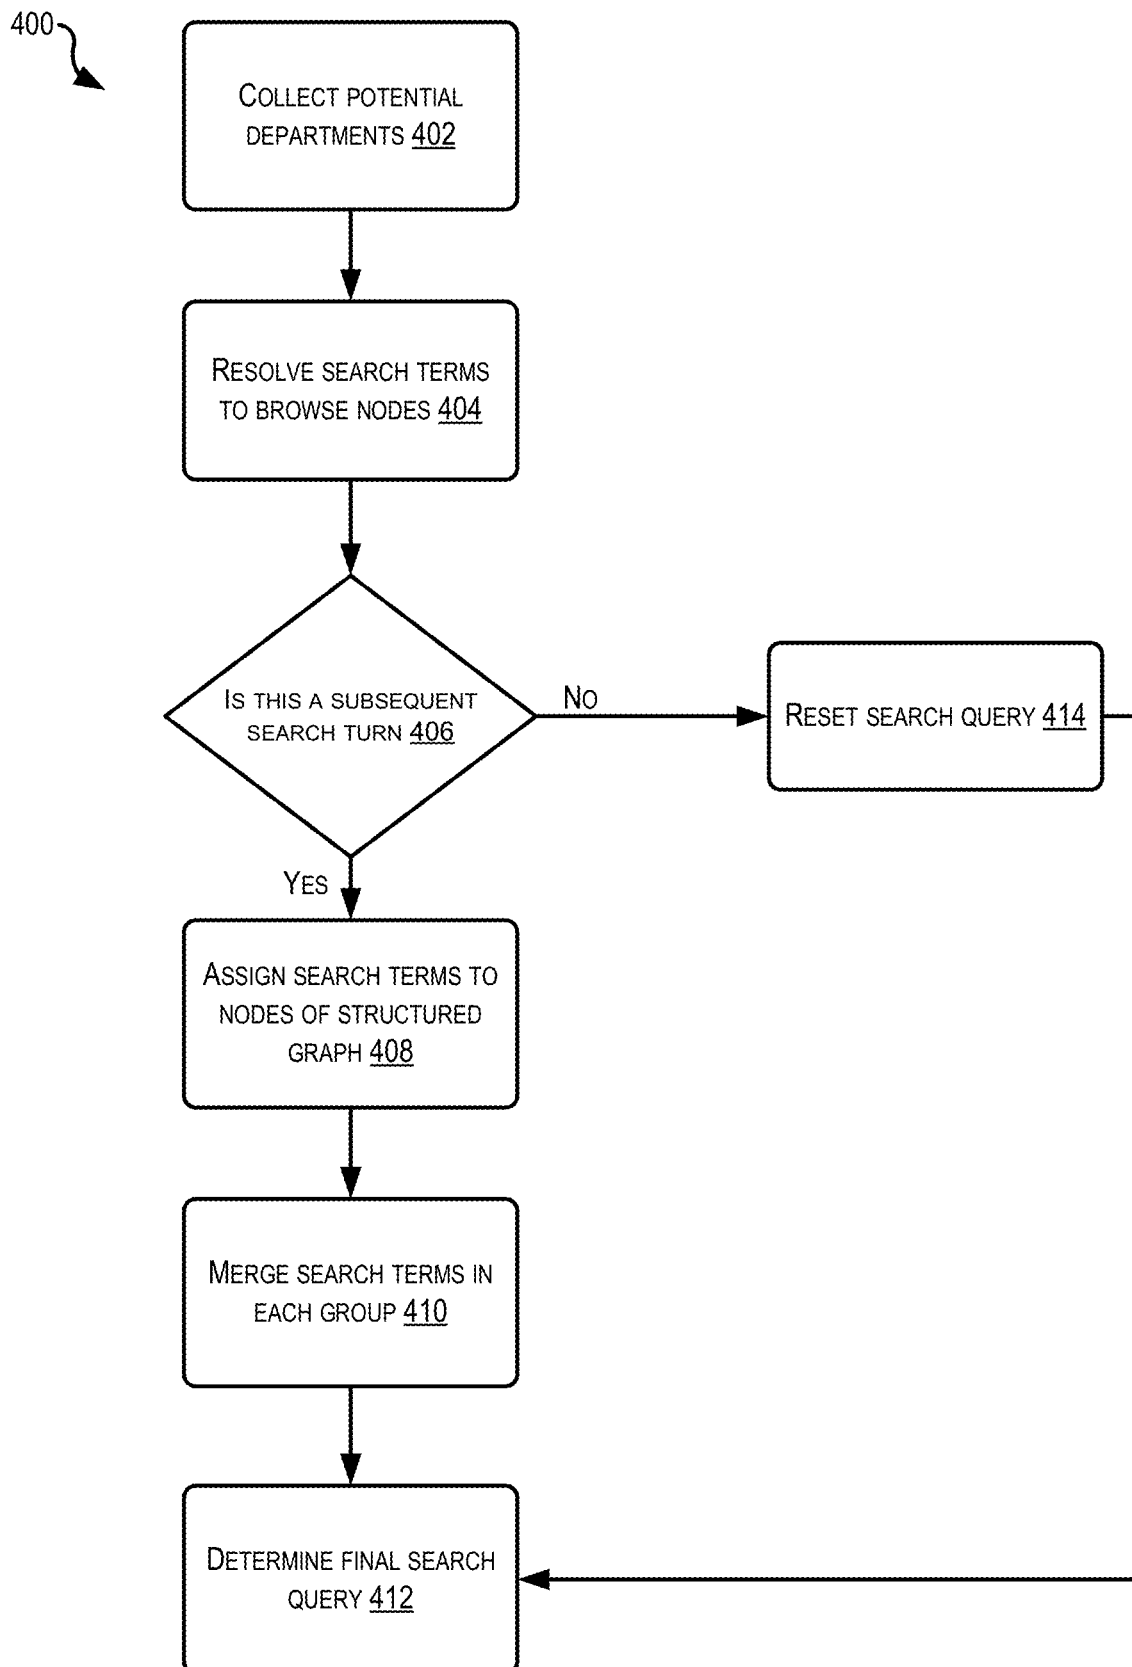 400
Collect potential
departments 402
Resolve search terms
to browse nodes 404
Is this a subsequent
search turn 406
No
Reset search query 414
Yes
Assign search terms to
nodes of structured
graph 408
Merge search terms in
each group 410
Determine final search
query 412